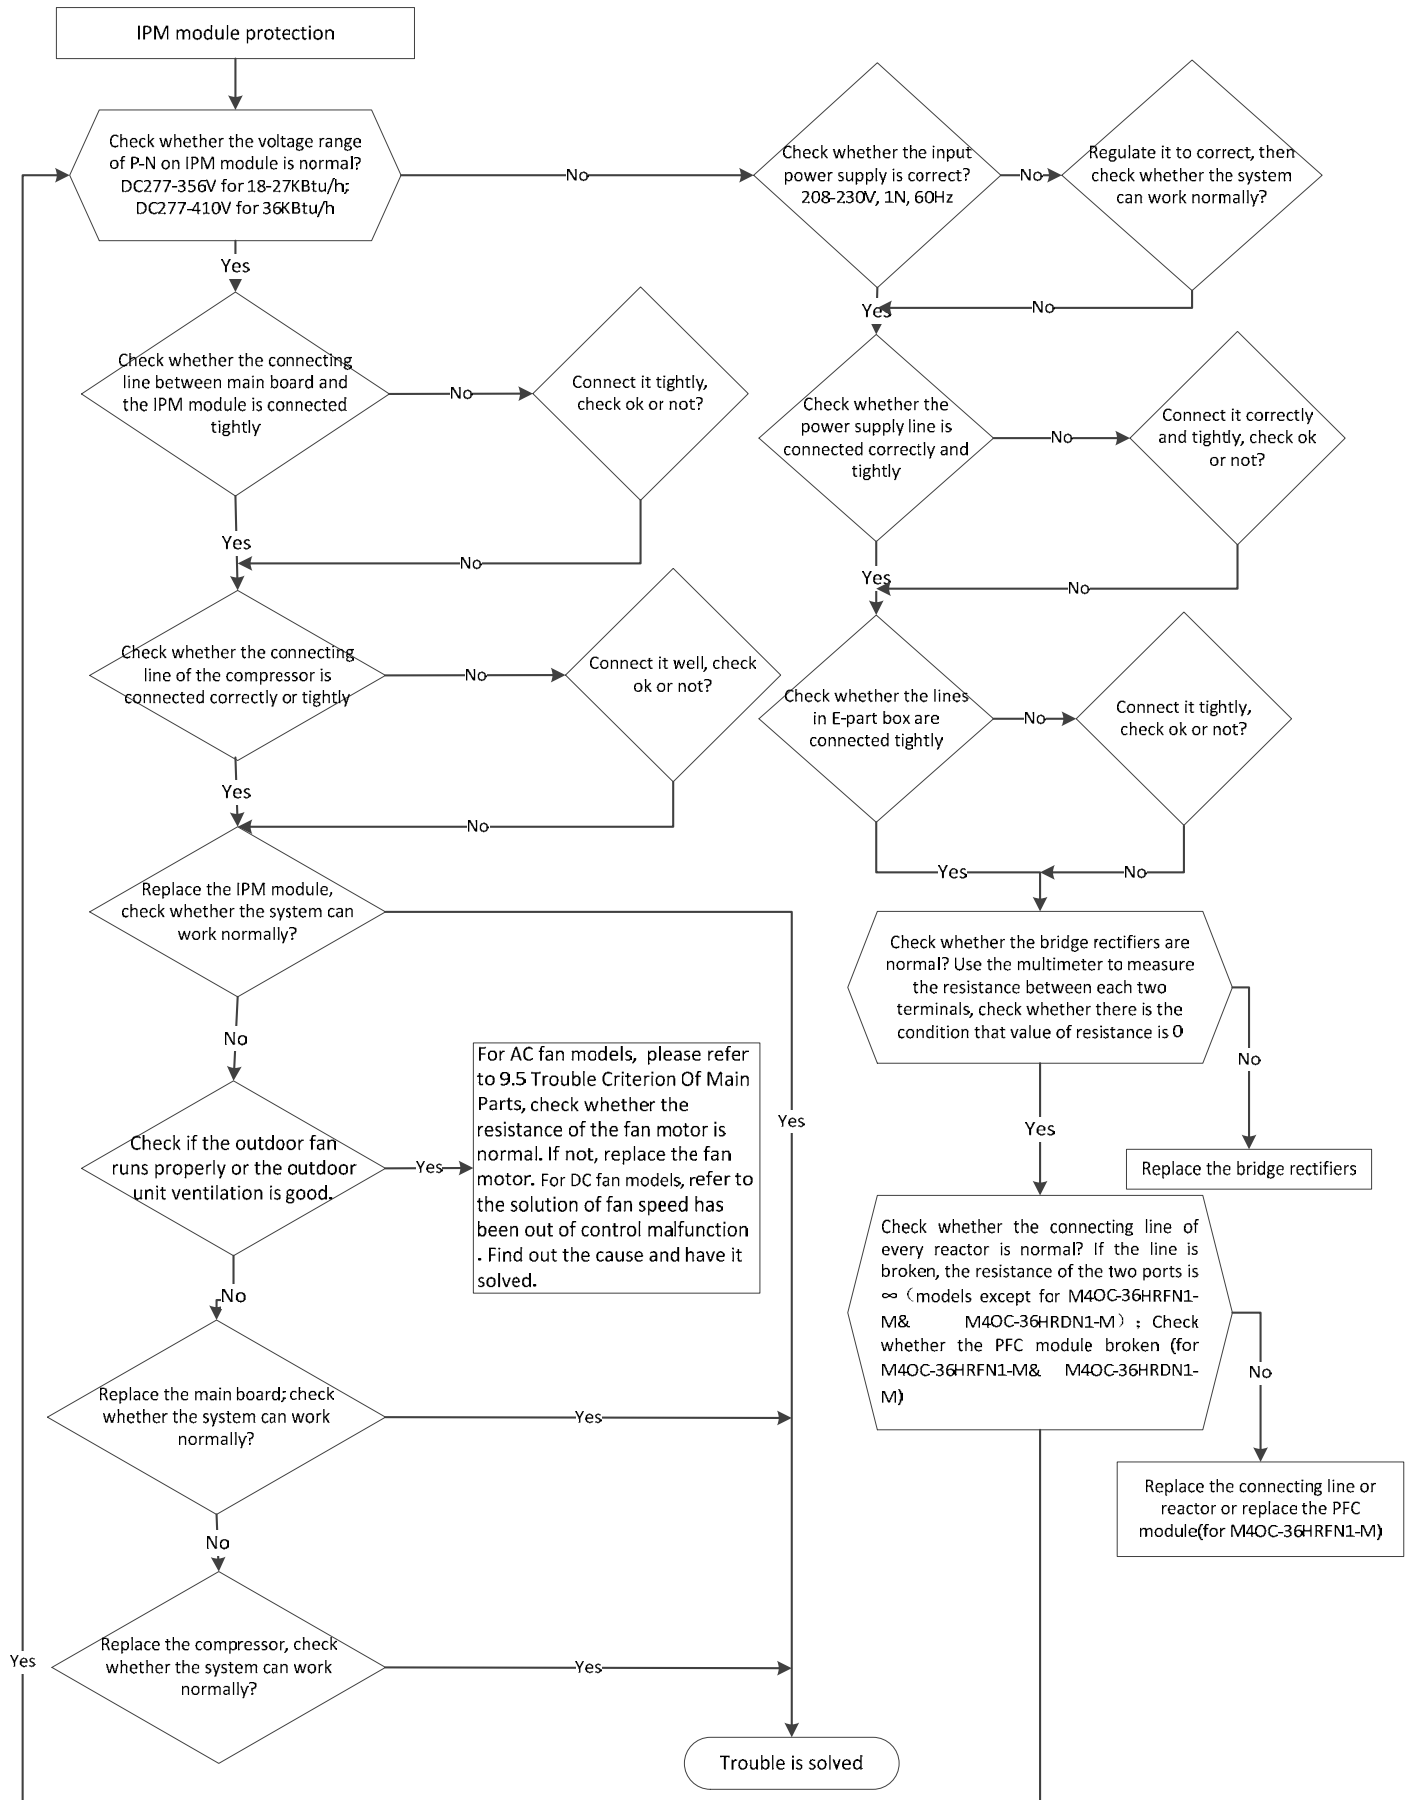 IPM module protection
Check whether the voltage range
of P-N on IPM module is normal?
DC277-356V for 18-27KBtu/h;
DC277-410V for 36KBtu/h
No
Check whether the input
power supply is correct?
208-230V, 1N, 60Hz
No
Regulate it to correct, then
check whether the system
can work normally?
Yes
Yes
No
Check whether the connecting
line between main board and
the IPM module is connected
tightly
No
Connect it tightly,
check ok or not?
Check whether the
power supply line is
connected correctly and
tightly
No
Connect it correctly
and tightly, check ok
or not?
Yes
No
Yes
No
Check whether the connecting
line of the compressor is
connected correctly or tightly
No
Connect it well, check
ok or not?
Check whether the lines
in E-part box are
connected tightly
No
Connect it tightly,
check ok or not?
Yes
No
Yes
No
Replace the IPM module,
check whether the system can
work normally?
Check whether the bridge rectifiers are
normal? Use the multimeter to measure
the resistance between each two
terminals, check whether there is the
condition that value of resistance is 0
No
No
Yes
Yes
Replace the bridge rectifiers
Check if the outdoor fan
runs properly or the outdoor
unit ventilation is good.
Yes
For AC fan models, please refer
to 9.5 Trouble Criterion Of Main
Parts, check whether the
resistance of the fan motor is
normal. If not, replace the fan
motor. For DC fan models, refer to
the solution of fan speed has
been out of control malfunction
. Find out the cause and have it
solved.
Check whether the connecting line of
every reactor is normal? If the line is
broken, the resistance of the two ports is
∞（models except for M4OC-36HRFN1-
M& M4OC-36HRDN1-M）; Check
whether the PFC module broken (for
M4OC-36HRFN1-M& M4OC-36HRDN1-
M)
No
No
Replace the main board; check
whether the system can work
normally?
Yes
Replace the connecting line or
reactor or replace the PFC
module(for M4OC-36HRFN1-M)
No
Replace the compressor, check
whether the system can work
normally?
Yes
Yes
Trouble is solved